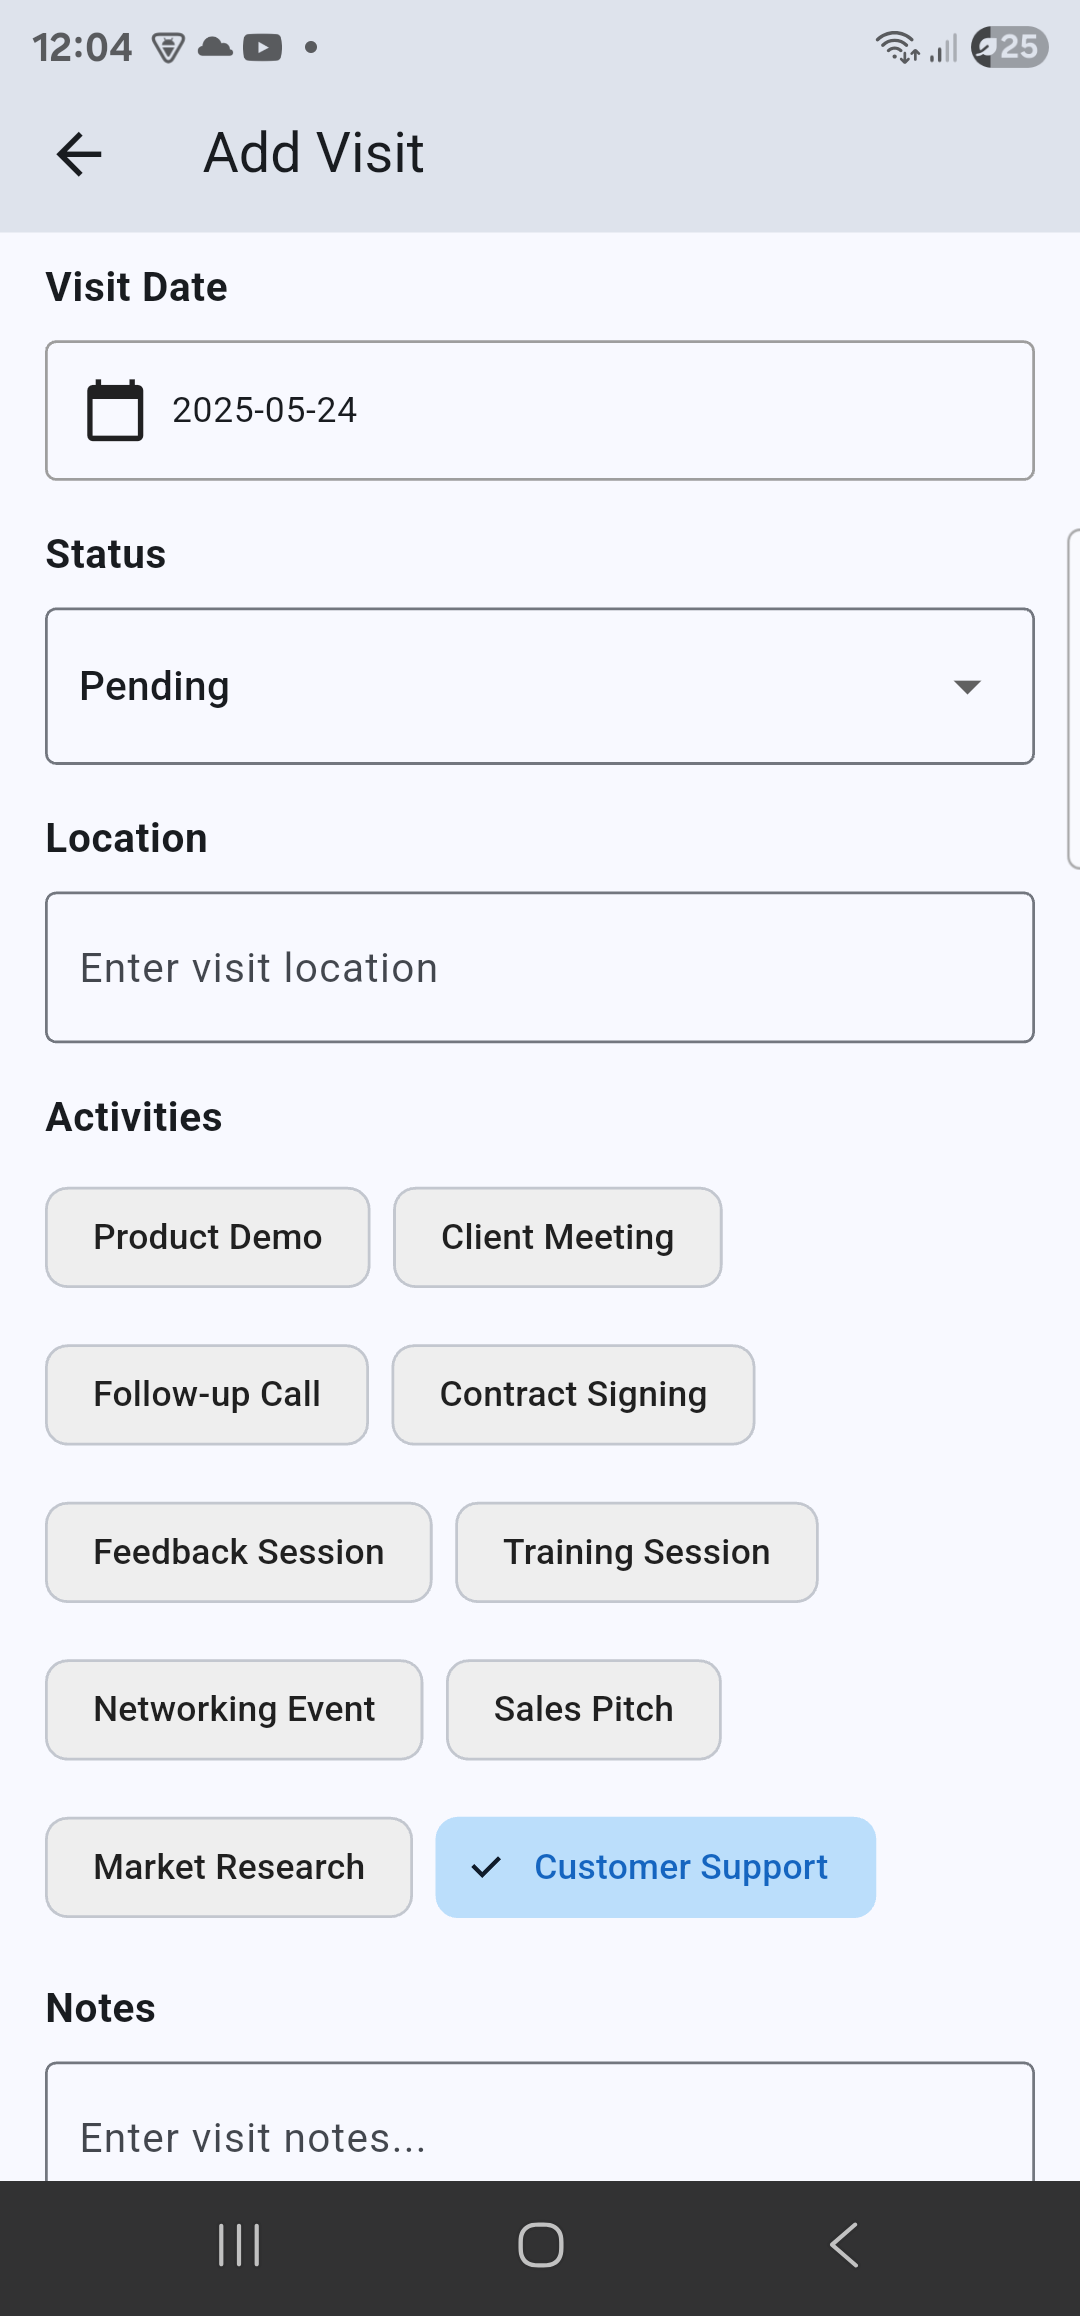 12:04
25
Add Visit
Visit Date
2025-05-24
Status
Pending
Location
Enter visit location
Activities
Product Demo
Client Meeting
Follow-up Call
Contract Signing
Feedback Session
Training Session
Networking Event
Sales Pitch
Market Research
Customer Support
Notes
Enter visit notes...